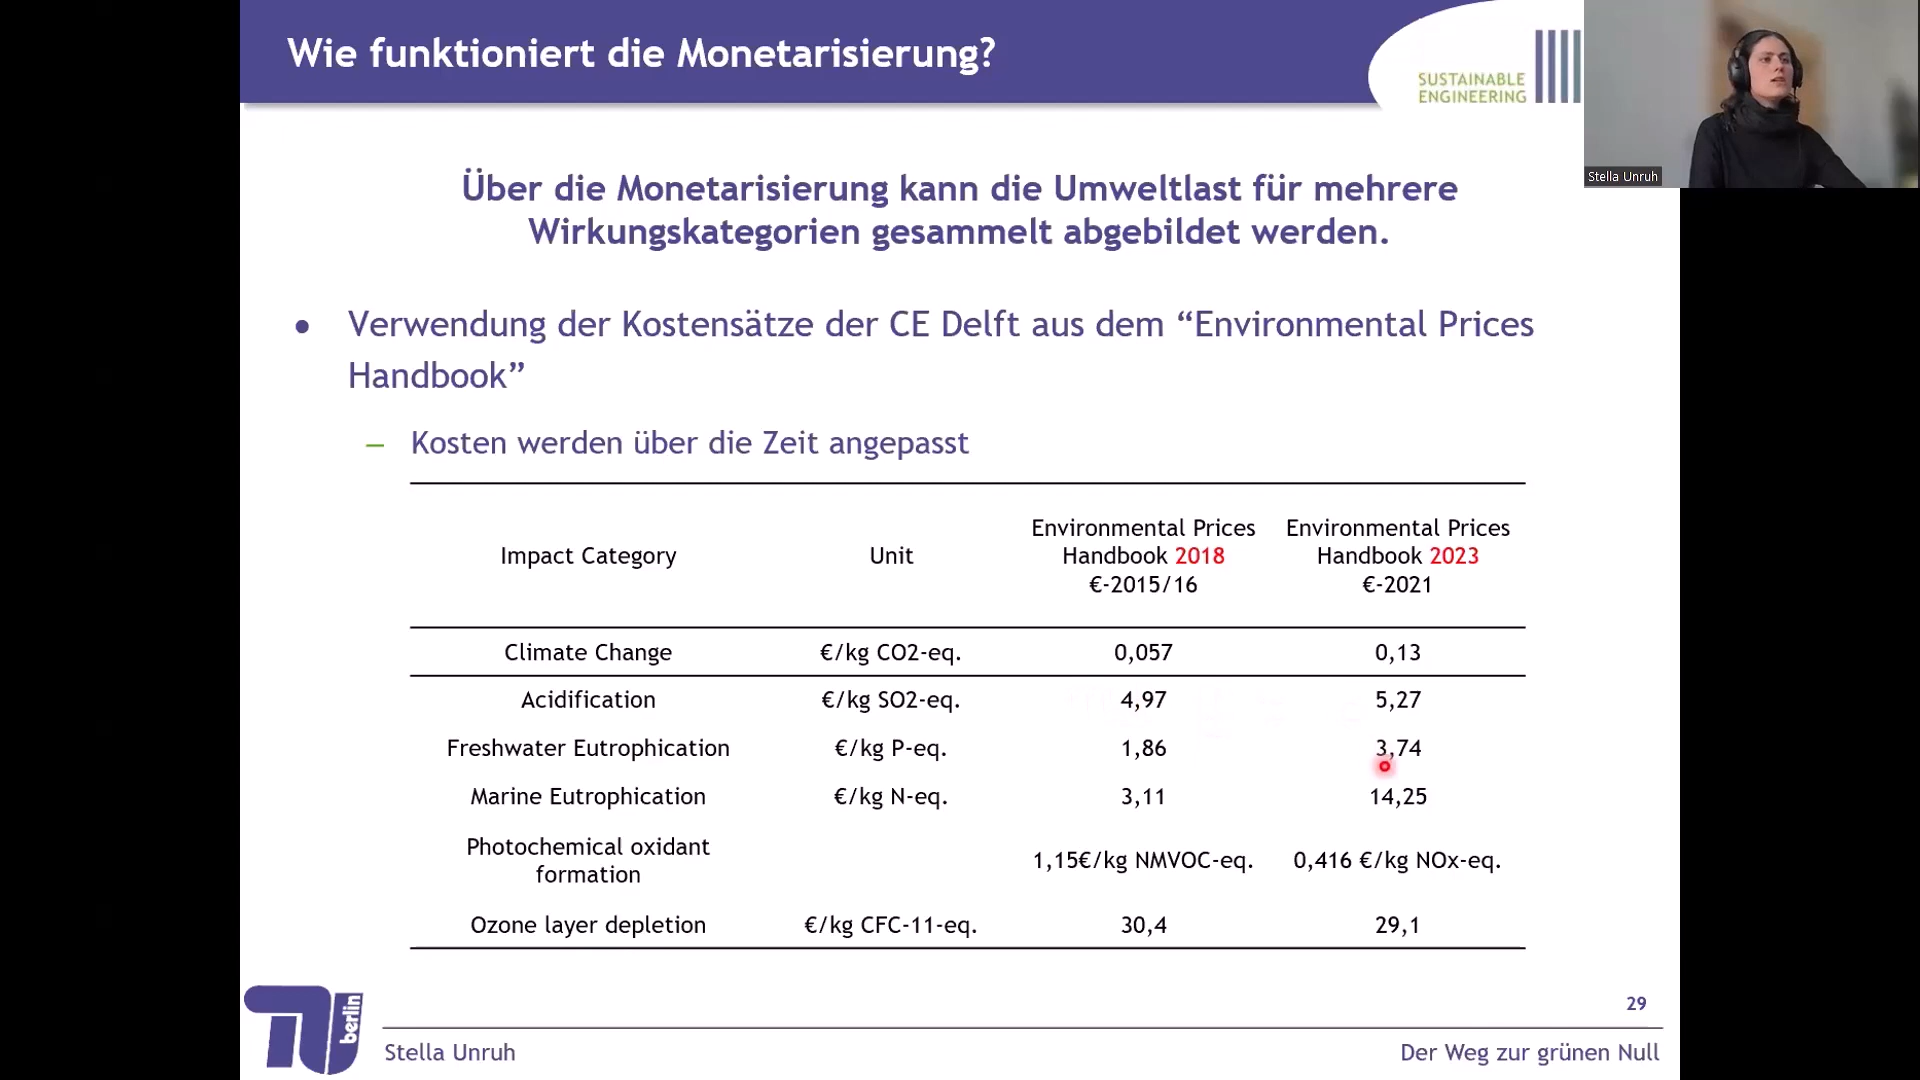 Wie funktioniert die Monetarisierung?
SUSTAINABLE
ENGINEERING
Stella Unruh
Über die Monetarisierung kann die Umweltlast für mehrere
Wirkungskategorien gesammelt abgebildet werden.
• Verwendung der Kostensätze der CE Delft aus dem “Environmental Prices
Handbook”
– Kosten werden über die Zeit angepasst
Impact Category Unit Environmental Prices Handbook 2018 €-2015/16 Environmental Prices Handbook 2023 €-2021
Climate Change €/kg CO2-eq. 0,057 0,13
Acidification €/kg SO2-eq. 4,97 5,27
Freshwater Eutrophication €/kg P-eq. 1,86 3,74
Marine Eutrophication €/kg N-eq. 3,11 14,25
Photochemical oxidant formation 1,15€/kg NMVOC-eq. 0,416 €/kg NOx-eq.
Ozone layer depletion €/kg CFC-11-eq. 30,4 29,1
berlin
29
Stella Unruh
Der Weg zur grünen Null